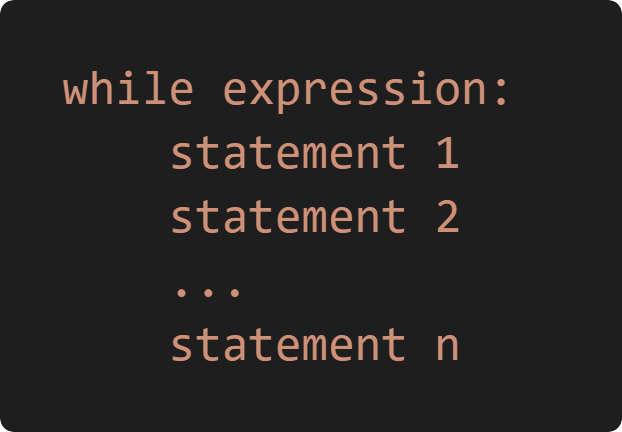 while expression:
    statement 1
    statement 2
    ...
    statement n